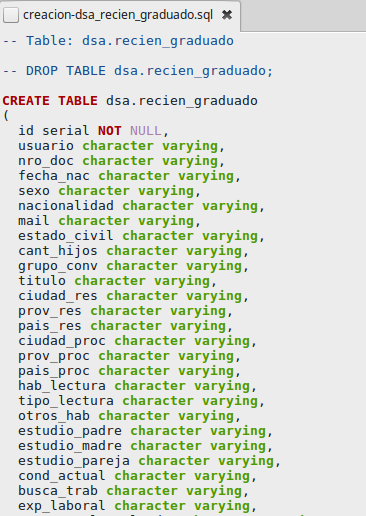 creacion-dsa_recien_graduado.sql ✖
-- Table: dsa.recien_graduado
-- DROP TABLE dsa.recien_graduado;
CREATE TABLE dsa.recien_graduado
(
id serial NOT NULL,
usuario character varying,
nro_doc character varying,
fecha_nac character varying,
sexo character varying,
nacionalidad character varying,
mail character varying,
estado_civil character varying,
cant_hijos character varying,
grupo_conv character varying,
titulo character varying,
ciudad_res character varying,
prov_res character varying,
pais_res character varying,
ciudad_proc character varying,
prov_proc character varying,
pais_proc character varying,
hab_lectura character varying,
tipo_lectura character varying,
otros_hab character varying,
estudio_padre character varying,
estudio_madre character varying,
estudio_pareja character varying,
cond_actual character varying,
busca_trab character varying,
exp_laboral character varying,